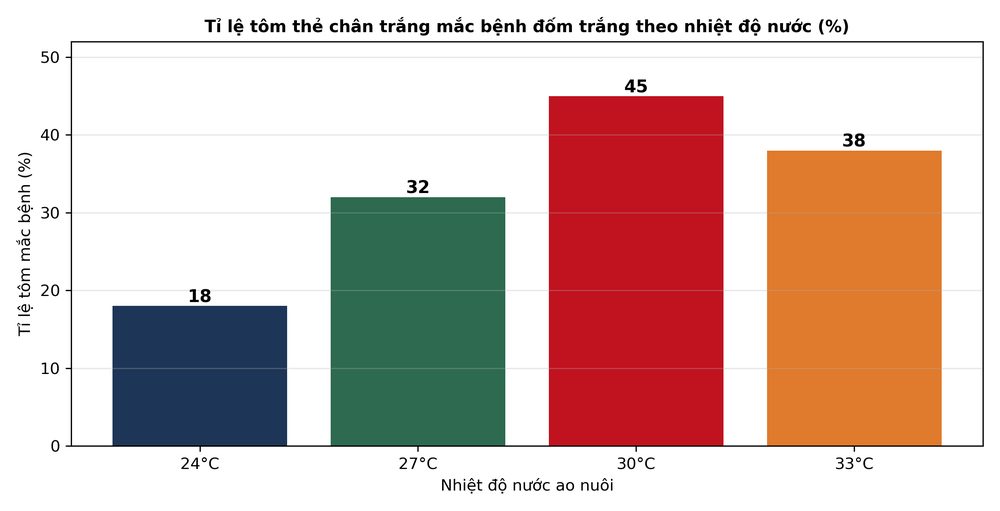 Tỉ lệ tôm thẻ chân trắng mắc bệnh đốm trắng theo nhiệt độ nước (%)
Tỉ lệ tôm mắc bệnh (%)
50
40
30
20
10
0
18
32
45
38
24°C
27°C
30°C
33°C
Nhiệt độ nước ao nuôi